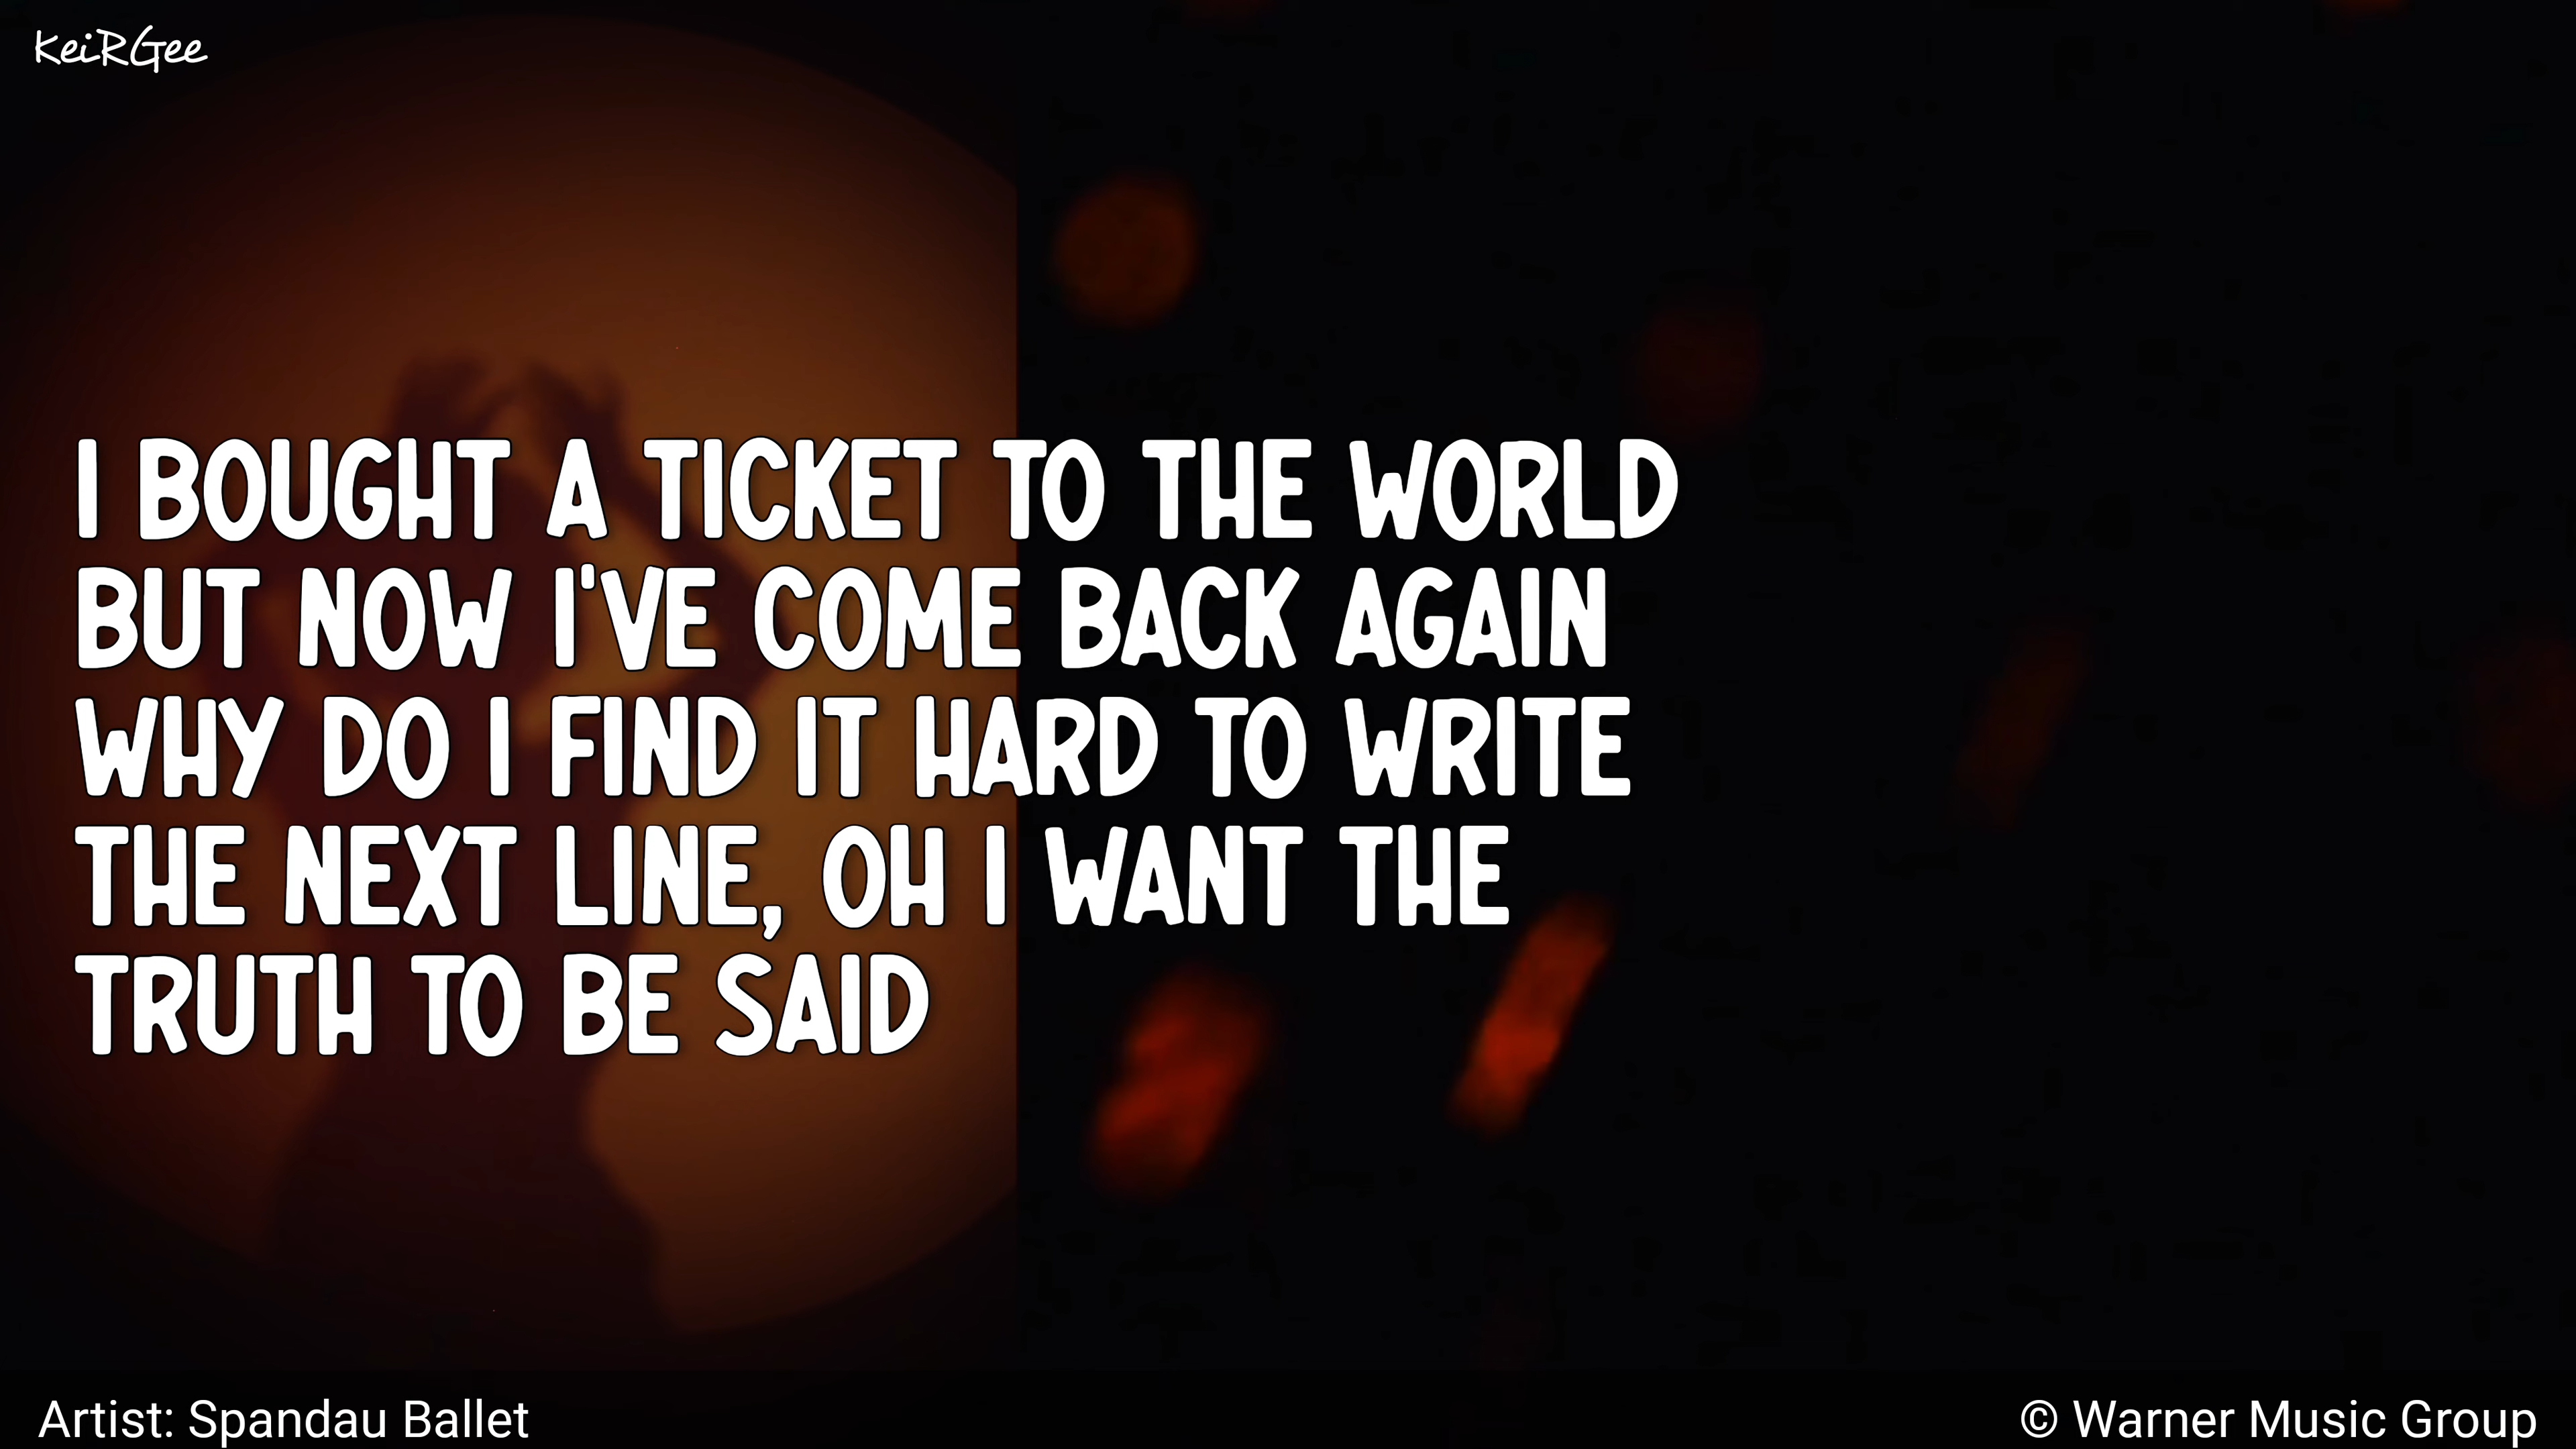 KeiRGee
I BOUGHT A TICKET TO THE WORLD
BUT NOW I'VE COME BACK AGAIN
WHY DO I FIND IT HARD TO WRITE
THE NEXT LINE, OH I WANT THE
TRUTH TO BE SAID
Artist: Spandau Ballet
© Warner Music Group